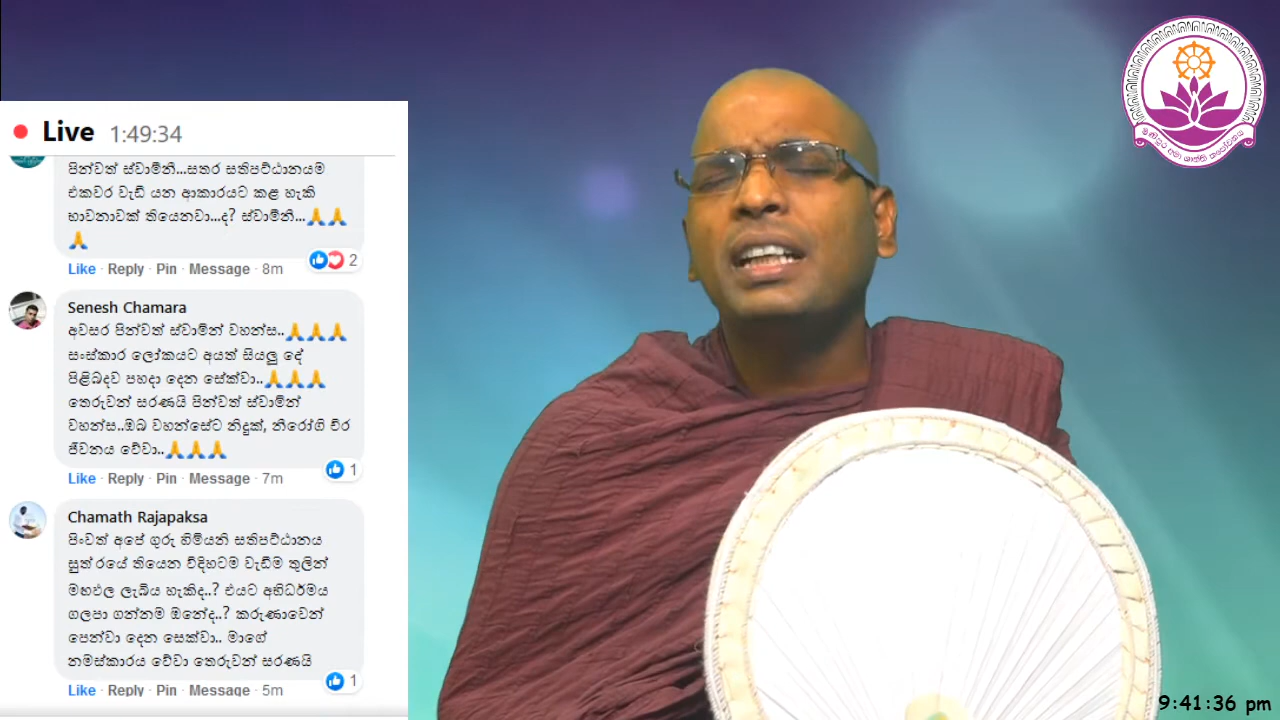 Live 1:49:34
පින්වත් ස්වාමීනී...සතර සතිපට්ඨානයම
එකවර වැඩි යන ආකාරයට කළ හැකි
භාවනාවක් තියෙනවා...ද? ස්වාමීනී...🙏🙏
🙏
Like · Reply · Pin · Message · 8m
2
Senesh Chamara
අවසර පින්වත් ස්වාමින් වහන්ස..🙏🙏🙏
සංස්කාර ලෝකයට අයත් සියලු දේ
පිළිබදව පහදා දෙන සේක්වා..🙏🙏🙏
තෙරුවන් සරණයි පින්වත් ස්වාමින්
වහන්ස..ඔබ වහන්සේට නිදුක්, නිරෝගි චිර
ජීවනය වේවා..🙏🙏🙏
1
Like · Reply · Pin · Message · 7m
Chamath Rajapaksa
පිංවත් අපේ ගුරු හිමියනි සතිපට්ඨානය
සුත් රයේ තියෙන විදිහටම වැඩීම තුලින්
මඟඵල ලැබිය හැකිද..? එයට අභිධර්මය
ගලපා ගන්නම ඔනේද..? කරුණාවෙන්
පෙන්වා දෙන සෙක්වා.. මාගේ
නමස්කාරය වේවා තෙරුවන් සරණයි
1
Like · Reply · Pin · Message · 5m
9:41:36 pm